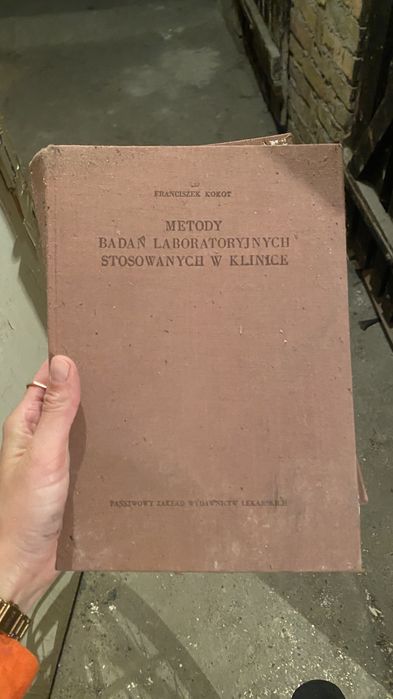 FRANCISZEK KOKOT
METODY
BADAŃ LABORATORYJNYCH
STOSOWANYCH W KLINICE
PAŃSTWOWY ZAKŁAD WYDAWNICTW LEKARSKICH